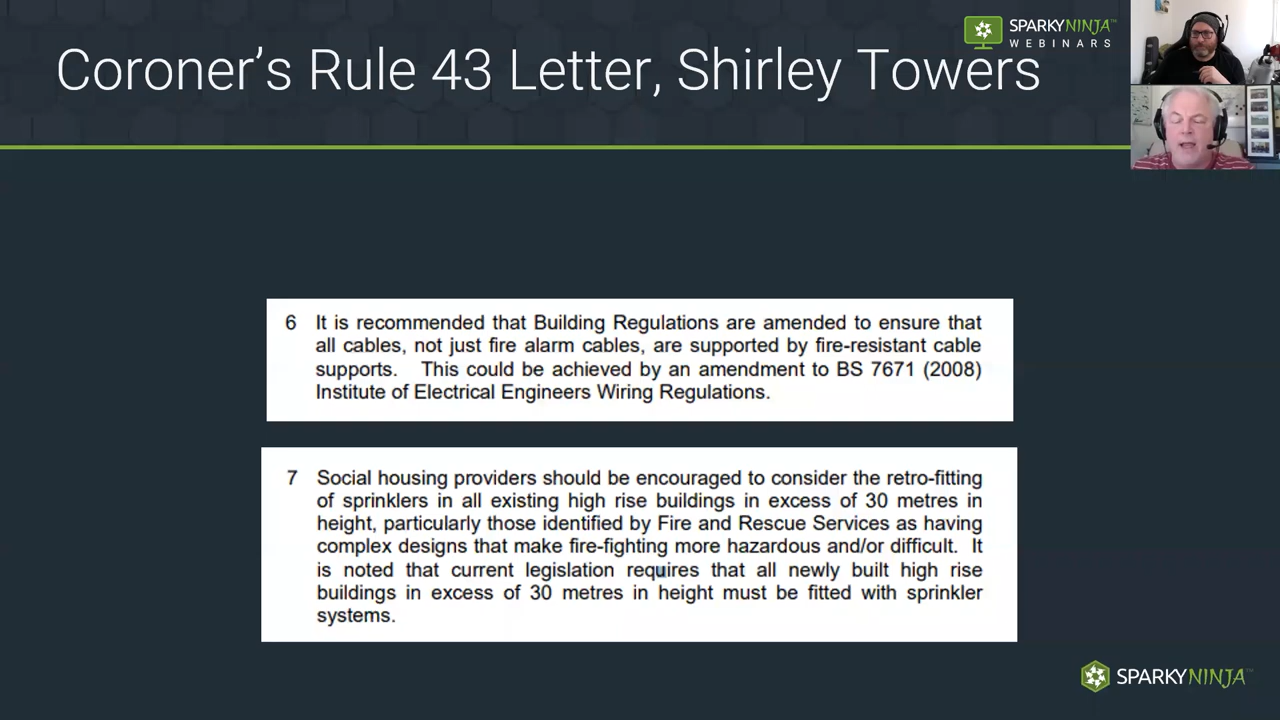 SPARKYNINJA™
WEBINARS
Coroner's Rule 43 Letter, Shirley Towers
6 It is recommended that Building Regulations are amended to ensure that
all cables, not just fire alarm cables, are supported by fire-resistant cable
supports. This could be achieved by an amendment to BS 7671 (2008)
Institute of Electrical Engineers Wiring Regulations.
7 Social housing providers should be encouraged to consider the retro-fitting
of sprinklers in all existing high rise buildings in excess of 30 metres in
height, particularly those identified by Fire and Rescue Services as having
complex designs that make fire-fighting more hazardous and/or difficult. It
is noted that current legislation requires that all newly built high rise
buildings in excess of 30 metres in height must be fitted with sprinkler
systems.
SPARKYNINJA™